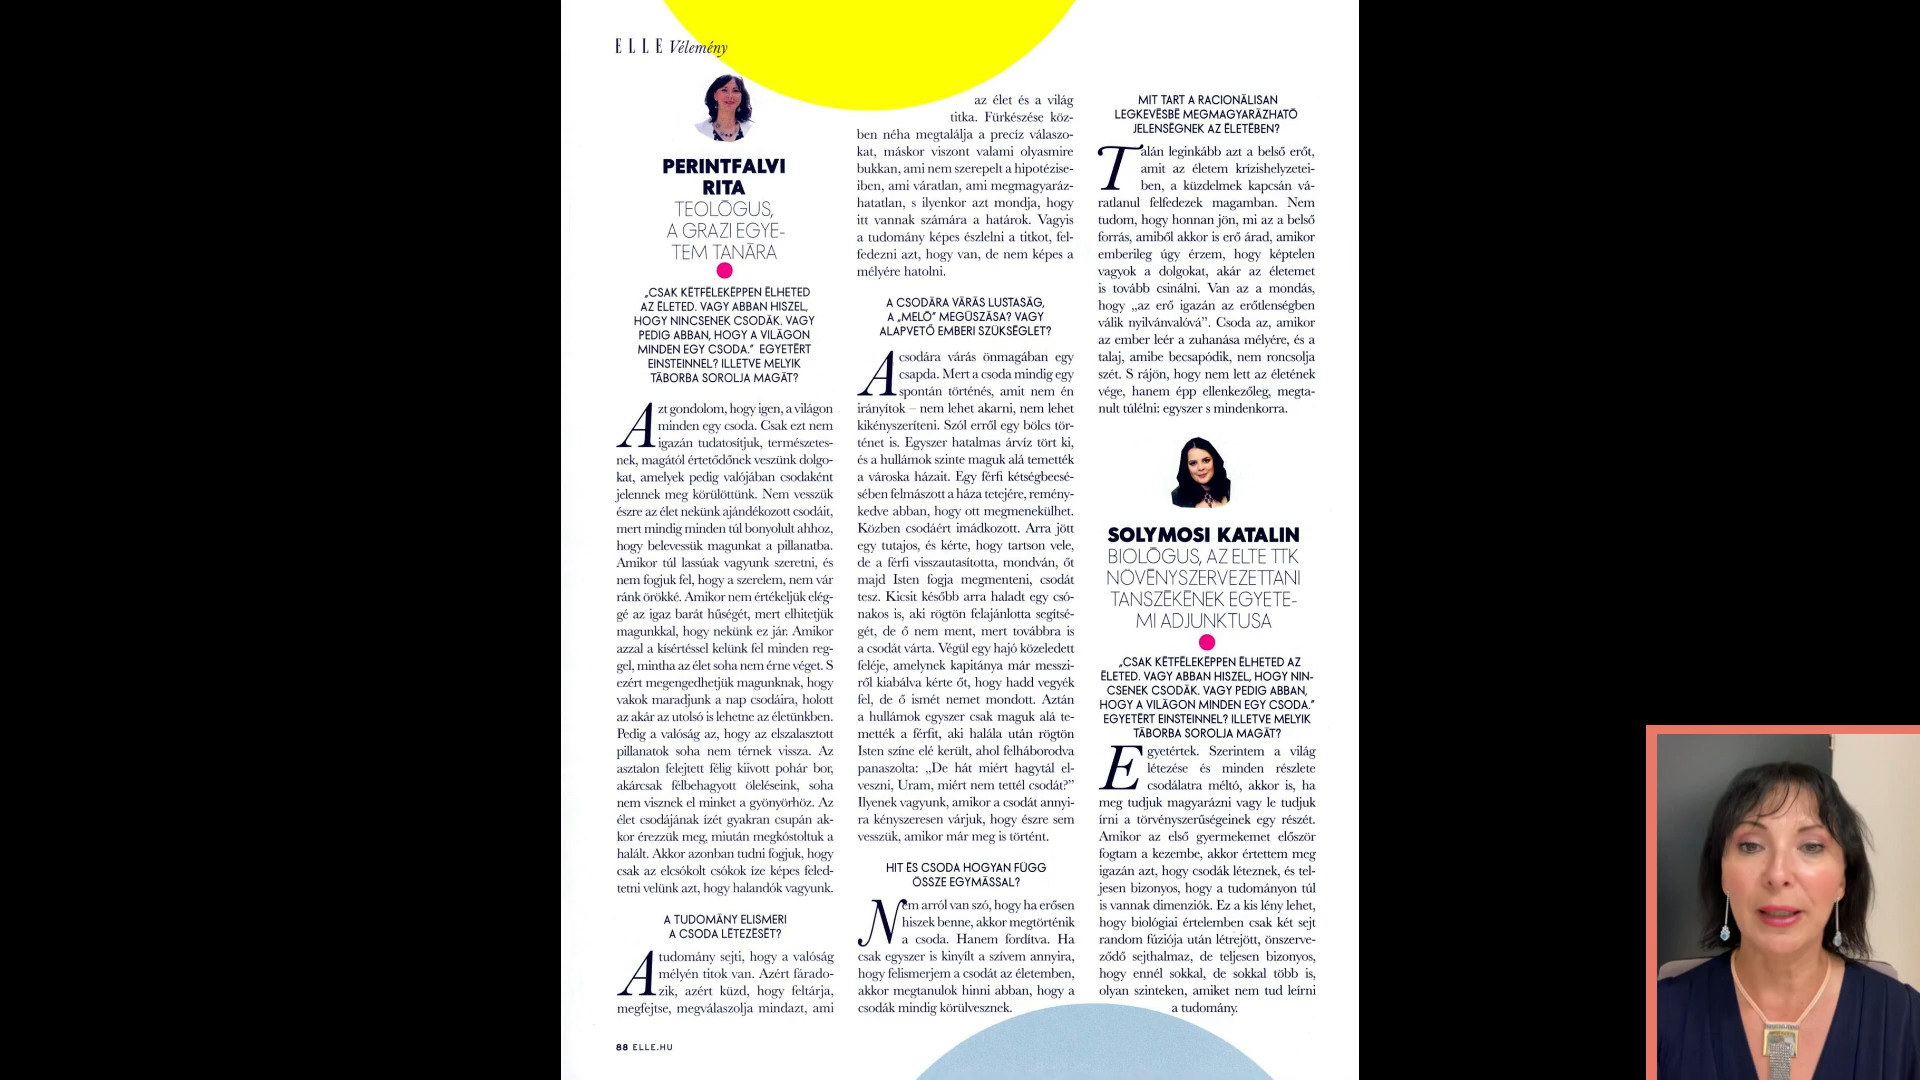 ELLE Vélemény
PERINTFALVI
RITA
TEOLÓGUS,
A GRAZI EGYE-
TEM TANÁRA
„CSAK KÉTFÉLEKÉPPEN ÉLHETED
AZ ÉLETED. VAGY ABBAN HISZEL,
HOGY NINCSENEK CSODÁK. VAGY
PEDIG ABBAN, HOGY A VILÁGON
MINDEN EGY CSODA.” EGYETÉRT
EINSTEINNEL? ILLETVE MELYIK
TÁBORBA SOROLJA MAGÁT?
Azt gondolom, hogy igen, a világon
minden egy csoda. Csak ezt nem
igazán tudatosítjuk, természetes-
nek, magától értetődőnek veszünk dolgo-
kat, amelyek pedig valójában csodaként
jelennek meg körülöttünk. Nem vesszük
észre az élet nekünk ajándékozott csodáit,
mert mindig minden túl bonyolult ahhoz,
hogy belevessük magunkat a pillanatba.
Amikor túl lassúak vagyunk szeretni, és
nem fogjuk fel, hogy a szerelem, nem vár
ránk örökké. Amikor nem értékeljük elég-
gé az igaz barát hűségét, mert elhitetjük
magunkkal, hogy nekünk ez jár. Amikor
azzal a kísértéssel kelünk fel minden reg-
gel, mintha az élet soha nem érne véget. S
ezért megengedhetjük magunknak, hogy
vakok maradjunk a nap csodáira, holott
az akár az utolsó is lehetne az életünkben.
Pedig a valóság az, hogy az elszalasztott
pillanatok soha nem térnek vissza. Az
asztalon felejtett félig kiivott pohár bor,
akárcsak félbehagyott öleléseink, soha
nem visznek el minket a gyönyörhöz. Az
élet csodájának ízét gyakran csupán ak-
kor érezzük meg, miután megkóstoltuk a
halált. Akkor azonban tudni fogjuk, hogy
csak az elcsókolt csókok íze képes feled-
tetni velünk azt, hogy halandók vagyunk.
A TUDOMÁNY ELISMERI
A CSODA LÉTEZÉSÉT?
A tudomány sejti, hogy a valóság
mélyén titok van. Azért fárado-
zik, azért küzd, hogy feltárja,
megfejtse, megválaszolja mindazt, ami
az élet és a világ
titka. Fürkészése köz-
ben néha megtalálja a precíz válaszo-
kat, máskor viszont valami olyasmire
bukkan, ami nem szerepelt a hipotézise-
iben, ami váratlan, ami megmagyaráz-
hatatlan, s ilyenkor azt mondja, hogy
itt vannak számára a határok. Vagyis
a tudomány képes észlelni a titkot, fel-
fedezni azt, hogy van, de nem képes a
mélyére hatolni.
A CSODÁRA VÁRÁS LUSTASÁG,
A „MELÓ” MEGÚSZÁSA? VAGY
ALAPVETŐ EMBERI SZÜKSÉGLET?
A csodára várás önmagában egy
csapda. Mert a csoda mindig egy
spontán történés, amit nem én
irányítok – nem lehet akarni, nem lehet
kikényszeríteni. Szól erről egy bölcs tör-
ténet is. Egyszer hatalmas árvíz tört ki,
és a hullámok szinte maguk alá temették
a városka házait. Egy férfi kétségbeesé-
sében felmászott a háza tetejére, remény-
kedve abban, hogy ott megmenekülhet.
Közben csodáért imádkozott. Arra jött
egy tutajos, és kérte, hogy tartson vele,
de a férfi visszautasította, mondván, őt
majd Isten fogja megmenteni, csodát
tesz. Kicsit később arra haladt egy csó-
nakos is, aki rögtön felajánlotta segítsé-
gét, de ő nem ment, mert továbbra is
a csodát várta. Végül egy hajó közeledett
feléje, amelynek kapitánya már messzi-
ről kiabálva kérte őt, hogy hadd vegyék
fel, de ő ismét nemet mondott. Aztán
a hullámok egyszer csak maguk alá te-
mették a férfit, aki halála után rögtön
Isten színe elé került, ahol felháborodva
panaszolta: „De hát miért hagytál el-
veszni, Uram, miért nem tettél csodát?”
Ilyenek vagyunk, amikor a csodát annyi-
ra kényszeresen várjuk, hogy észre sem
vesszük, amikor már meg is történt.
HIT ÉS CSODA HOGYAN FÜGG
ÖSSZE EGYMÁSSAL?
Nem arról van szó, hogy ha erősen
hiszek benne, akkor megtörténik
a csoda. Hanem fordítva. Ha
csak egyszer is kinyílt a szívem annyira,
hogy felismerjem a csodát az életemben,
akkor megtanulok hinni abban, hogy a
csodák mindig körülvesznek.
MIT TART A RACIONÁLISAN
LEGKEVÉSBÉ MEGMAGYARÁZHATÓ
JELENSÉGNEK AZ ÉLETÉBEN?
Talán leginkább azt a belső erőt,
amit az életem krízishelyzetei-
ben, a küzdelmek kapcsán vá-
ratlanul felfedezek magamban. Nem
tudom, hogy honnan jön, mi az a belső
forrás, amiből akkor is erő árad, amikor
emberileg úgy érzem, hogy képtelen
vagyok a dolgokat, akár az életemet
is tovább csinálni. Van az a mondás,
hogy „az erő igazán az erőtlenségben
válik nyilvánvalóvá”. Csoda az, amikor
az ember leér a zuhanása mélyére, és a
talaj, amibe becsapódik, nem roncsolja
szét. S rájön, hogy nem lett az életének
vége, hanem épp ellenkezőleg, megta-
nult túlélni: egyszer s mindenkorra.
SOLYMOSI KATALIN
BIOLÓGUS, AZ ELTE TTK
NÖVÉNYSZERVEZETTANI
TANSZÉKÉNEK EGYETE-
MI ADJUNKTUSA
„CSAK KÉTFÉLEKÉPPEN ÉLHETED AZ
ÉLETED. VAGY ABBAN HISZEL, HOGY NIN-
CSENEK CSODÁK. VAGY PEDIG ABBAN,
HOGY A VILÁGON MINDEN EGY CSODA.”
EGYETÉRT EINSTEINNEL? ILLETVE MELYIK
TÁBORBA SOROLJA MAGÁT?
Egyetértek. Szerintem a világ
létezése és minden részlete
csodálatra méltó, akkor is, ha
meg tudjuk magyarázni vagy le tudjuk
írni a törvényszerűségeinek egy részét.
Amikor az első gyermekemet először
fogtam a kezembe, akkor értettem meg
igazán azt, hogy csodák léteznek, és tel-
jesen bizonyos, hogy a tudományon túl
is vannak dimenziók. Ez a kis lény lehet,
hogy biológiai értelemben csak két sejt
random fúziója után létrejött, önszerve-
ződő sejthalmaz, de teljesen bizonyos,
hogy ennél sokkal, de sokkal több is,
olyan szinteken, amiket nem tud leírni
a tudomány.
88 ELLE.HU